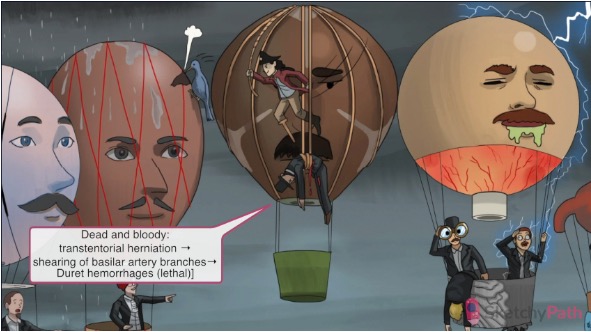 Dead and bloody:
transtentorial herniation →
shearing of basilar artery branches→
Duret hemorrhages (lethal)]
SketchyPath